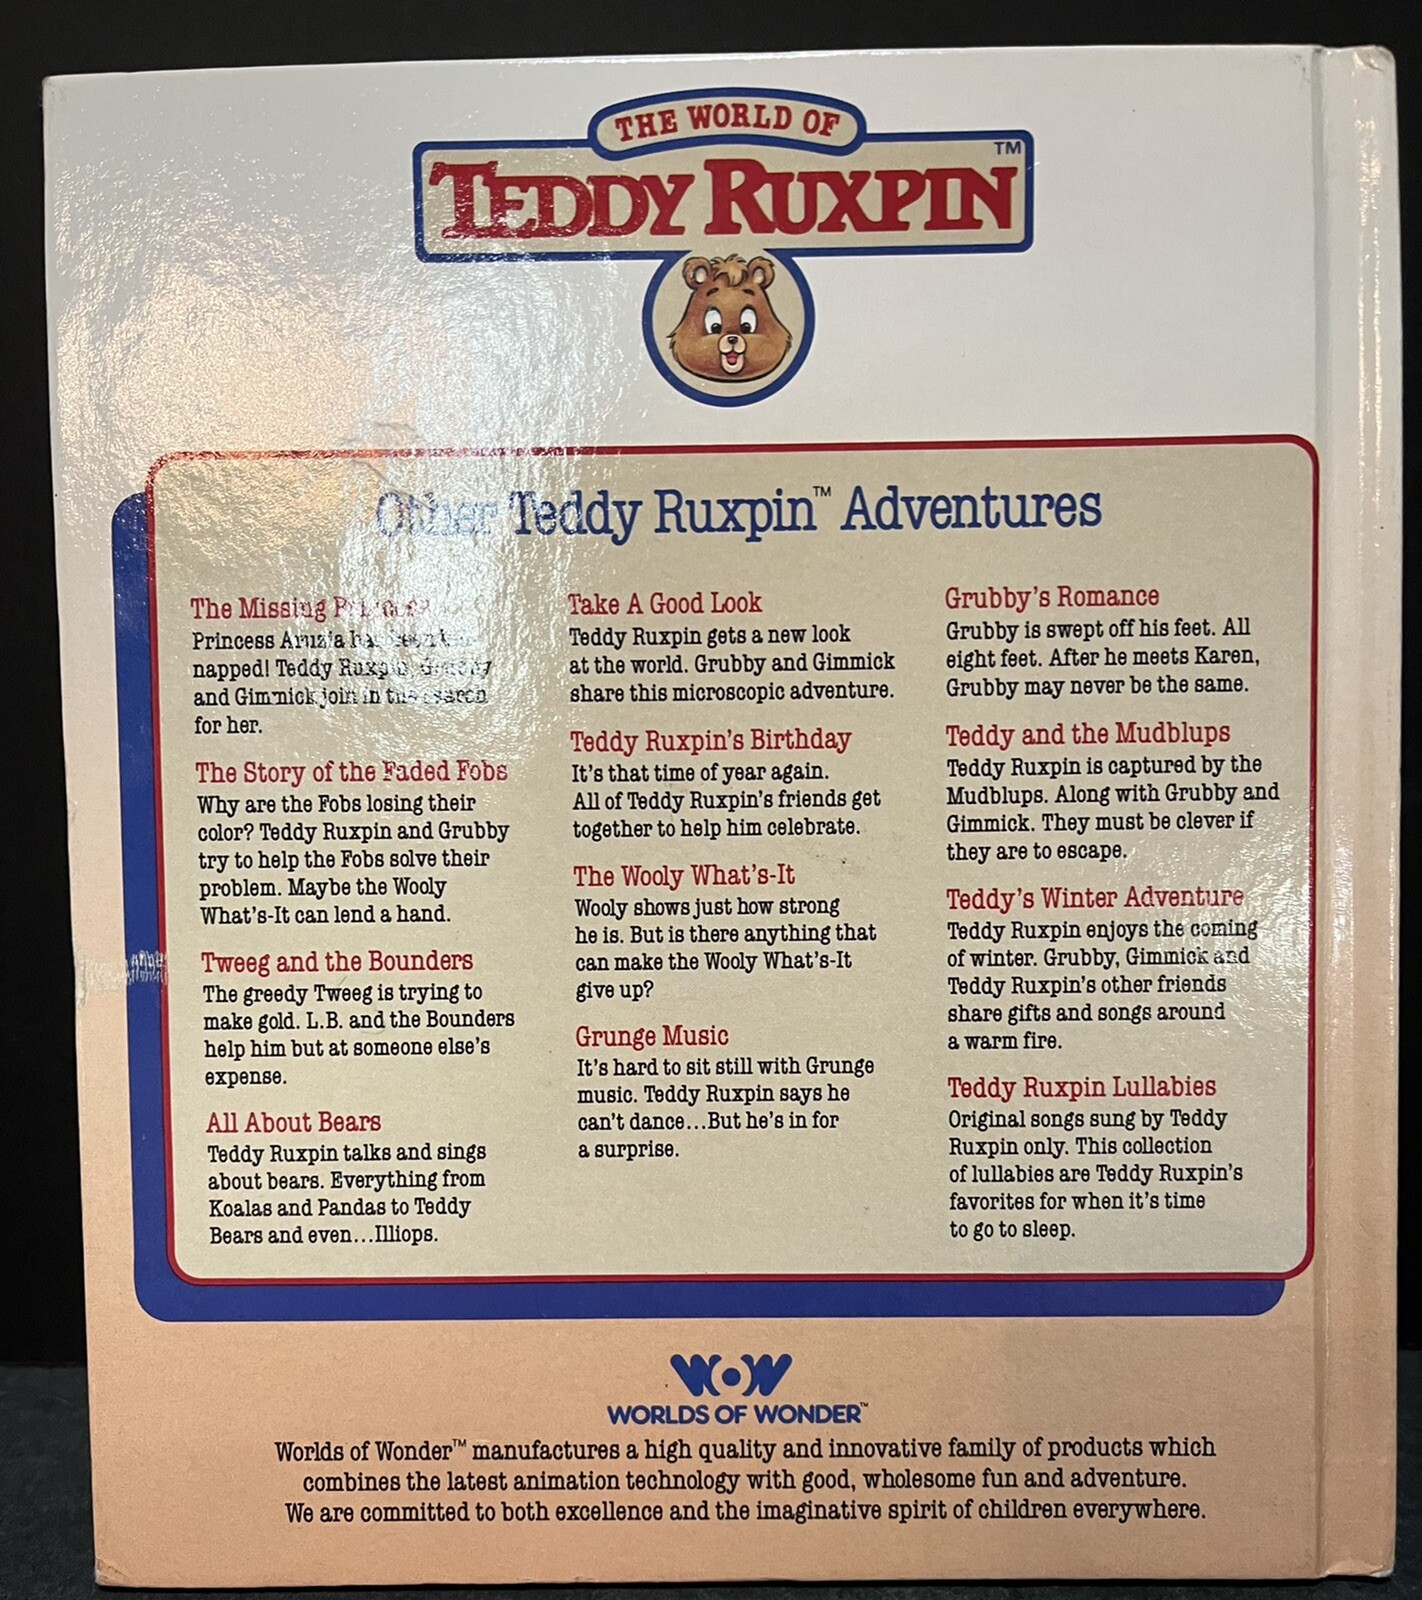 THE WORLD OF
TEDDY RUXPIN™
Other Teddy Ruxpin™ Adventures
The Missing
Princess Aruzia
napped! Teddy Ruxpin, Grubby
and Gimmick join in the search
for her.
The Story of the Faded Fobs
Why are the Fobs losing their
color? Teddy Ruxpin and Grubby
try to help the Fobs solve their
problem. Maybe the Wooly
What's-It can lend a hand.
Tweeg and the Bounders
The greedy Tweeg is trying to
make gold. L.B. and the Bounders
help him but at someone else's
expense.
All About Bears
Teddy Ruxpin talks and sings
about bears. Everything from
Koalas and Pandas to Teddy
Bears and even...Illiops.
Take A Good Look
Teddy Ruxpin gets a new look
at the world. Grubby and Gimmick
share this microscopic adventure.
Teddy Ruxpin's Birthday
It's that time of year again.
All of Teddy Ruxpin's friends get
together to help him celebrate.
The Wooly What's-It
Wooly shows just how strong
he is. But is there anything that
can make the Wooly What's-It
give up?
Grunge Music
It's hard to sit still with Grunge
music. Teddy Ruxpin says he
can't dance...But he's in for
a surprise.
Grubby's Romance
Grubby is swept off his feet. All
eight feet. After he meets Karen,
Grubby may never be the same.
Teddy and the Mudblups
Teddy Ruxpin is captured by the
Mudblups. Along with Grubby and
Gimmick. They must be clever if
they are to escape.
Teddy's Winter Adventure
Teddy Ruxpin enjoys the coming
of winter. Grubby, Gimmick and
Teddy Ruxpin's other friends
share gifts and songs around
a warm fire.
Teddy Ruxpin Lullabies
Original songs sung by Teddy
Ruxpin only. This collection
of lullabies are Teddy Ruxpin's
favorites for when it's time
to go to sleep.
WOW
WORLDS OF WONDER™
Worlds of Wonder™ manufactures a high quality and innovative family of products which
combines the latest animation technology with good, wholesome fun and adventure.
We are committed to both excellence and the imaginative spirit of children everywhere.